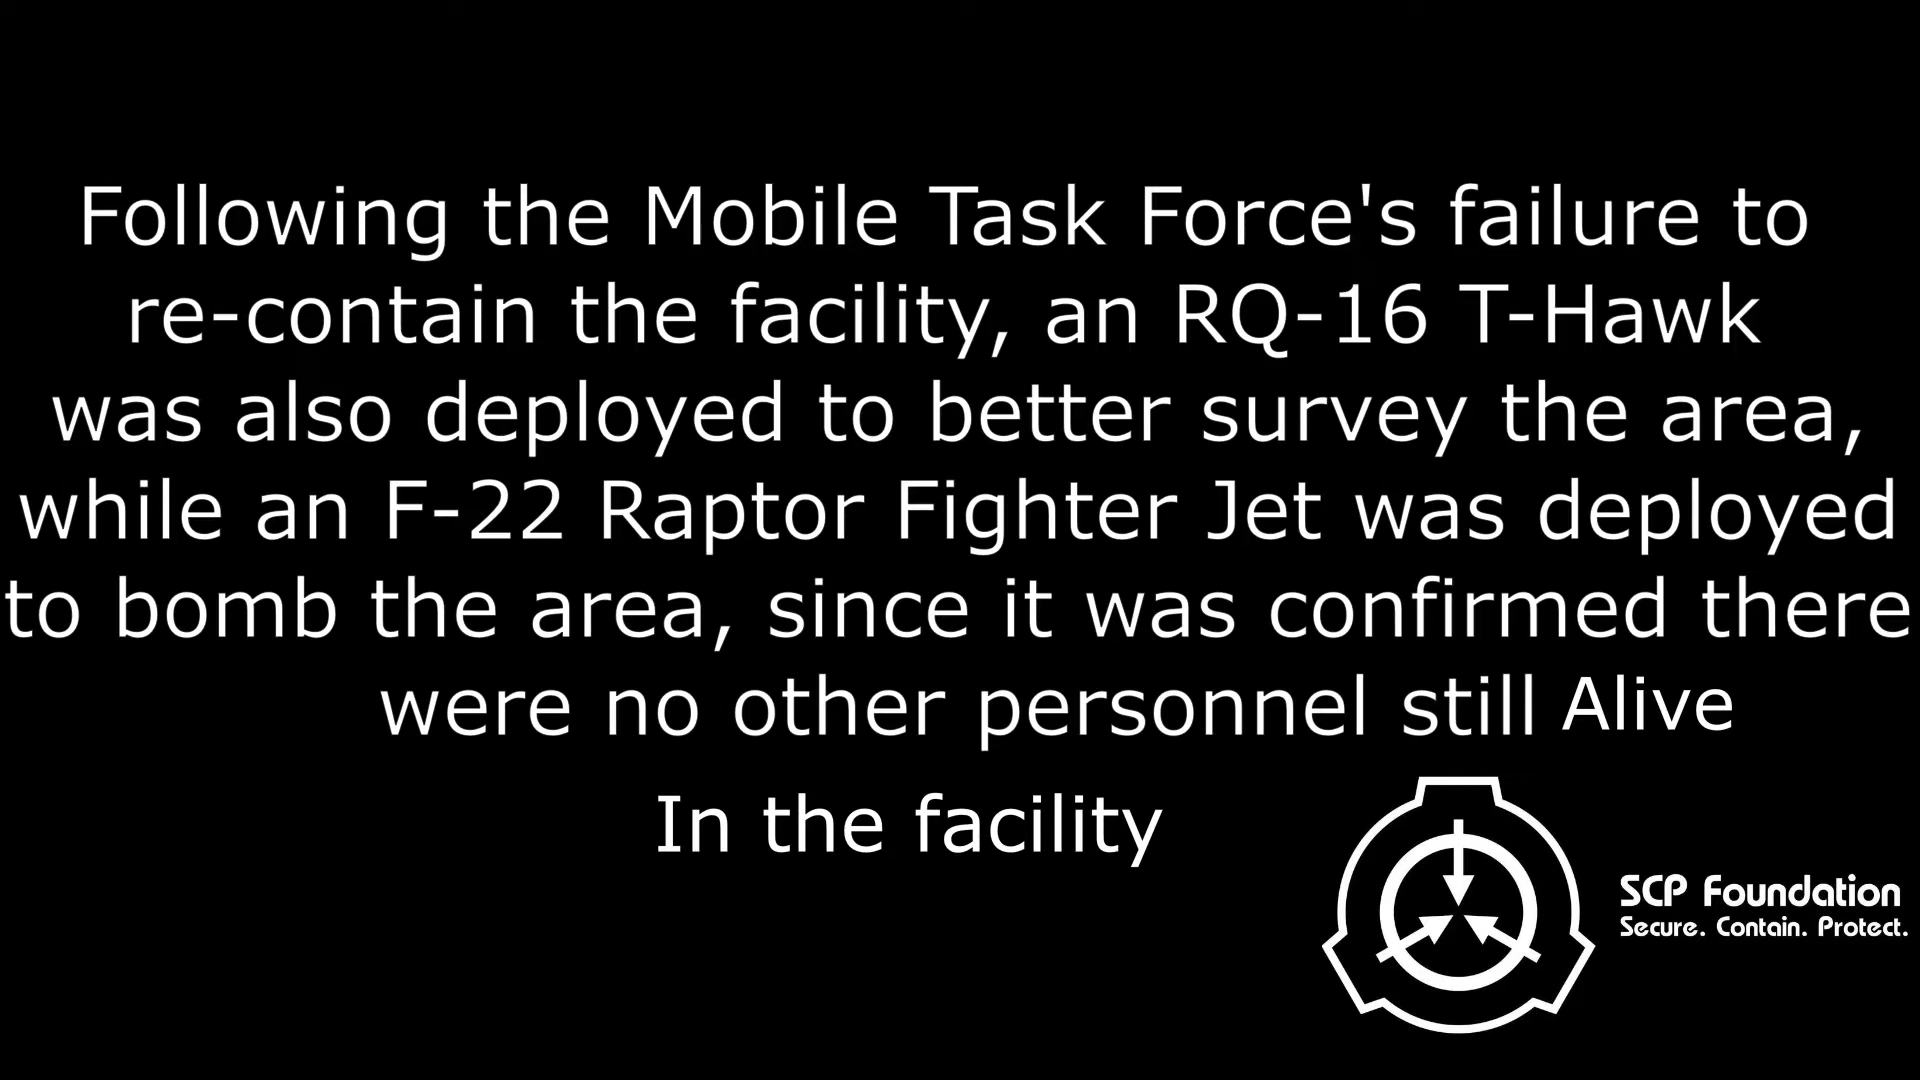 Following the Mobile Task Force's failure to
re-contain the facility, an RQ-16 T-Hawk
was also deployed to better survey the area,
while an F-22 Raptor Fighter Jet was deployed
to bomb the area, since it was confirmed there
were no other personnel still Alive
In the facility
SCP Foundation
Secure. Contain. Protect.